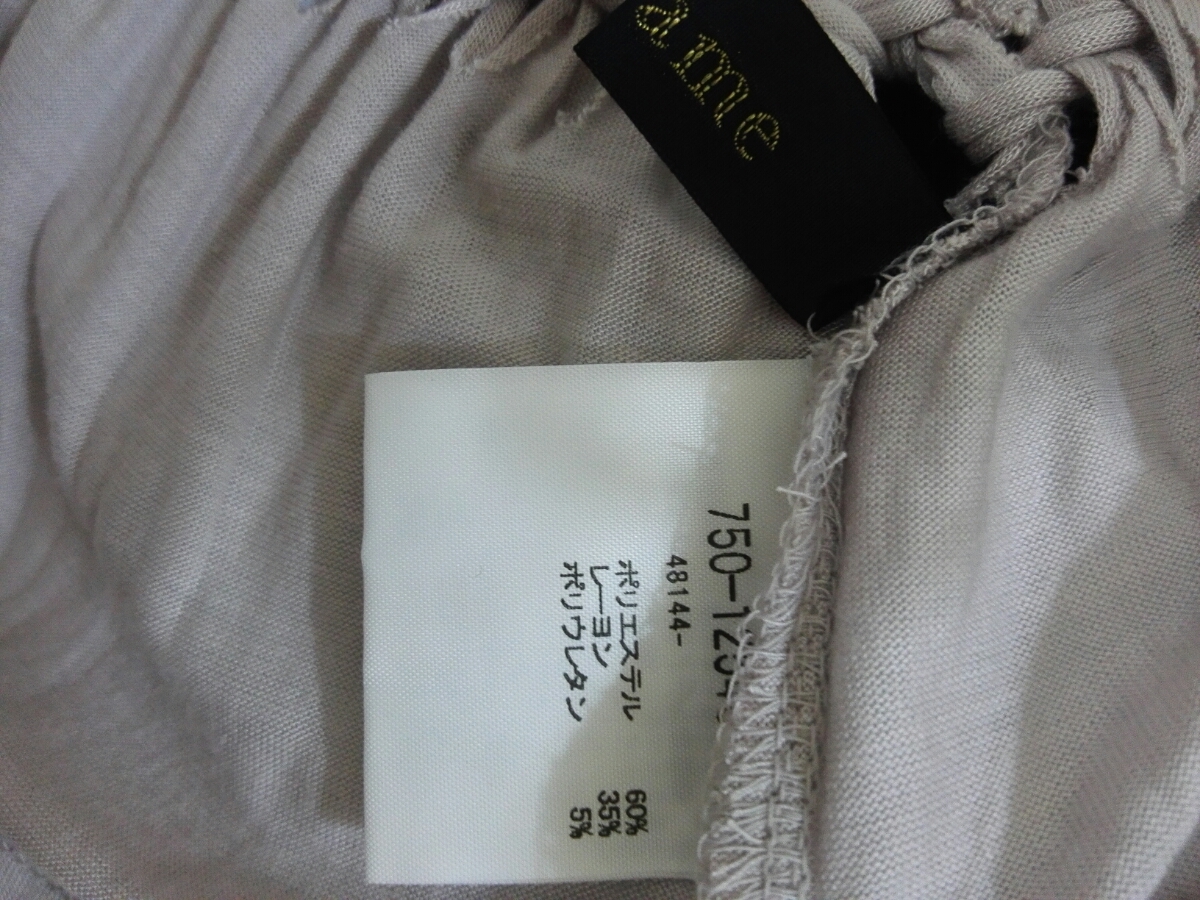 ame
750-125
48144-
ポリエステル 60%
レーヨン 35%
ポリウレタン 5%